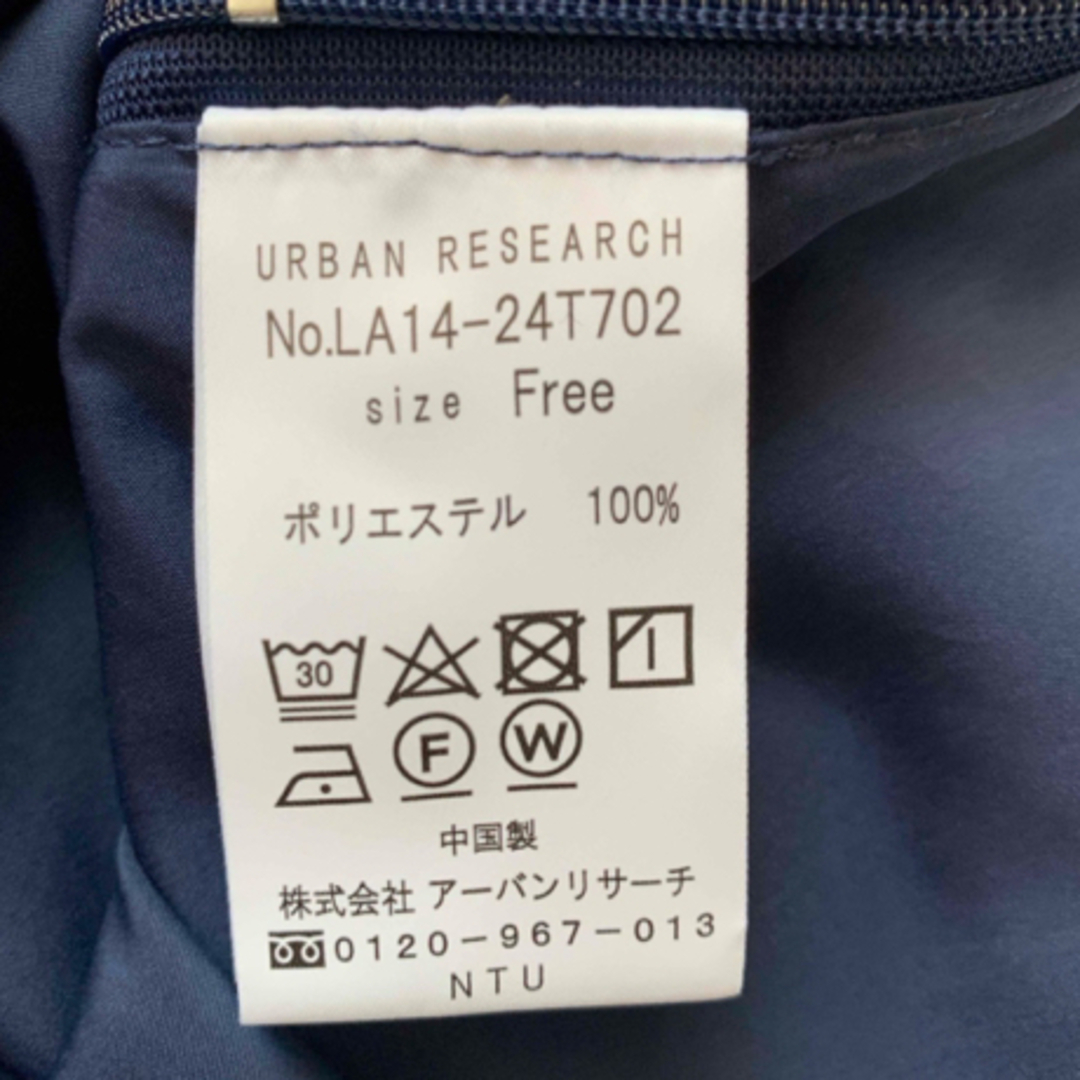 URBAN RESEARCH
No.LA14-24T702
size Free
ポリエステル 100%
30
F W
中国製
株式会社 アーバンリサーチ
0120-967-013
NTU